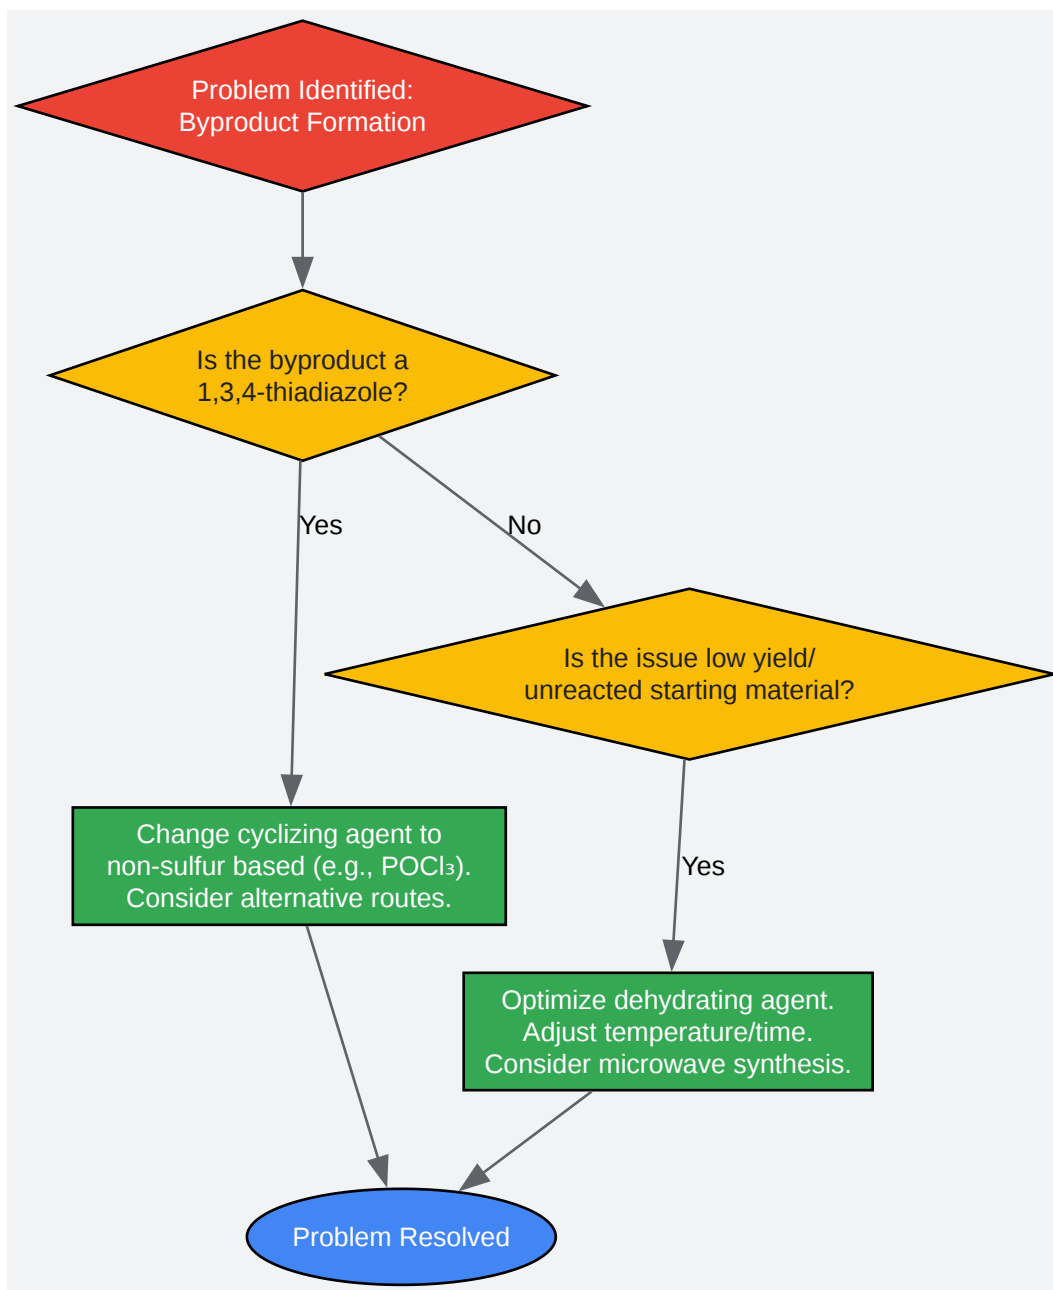 Problem Identified:
Byproduct Formation
Is the byproduct a
1,3,4-thiadiazole?
Yes
No
Is the issue low yield/
unreacted starting material?
Change cyclizing agent to
non-sulfur based (e.g., POCl₃).
Consider alternative routes.
Yes
Optimize dehydrating agent.
Adjust temperature/time.
Consider microwave synthesis.
Problem Resolved